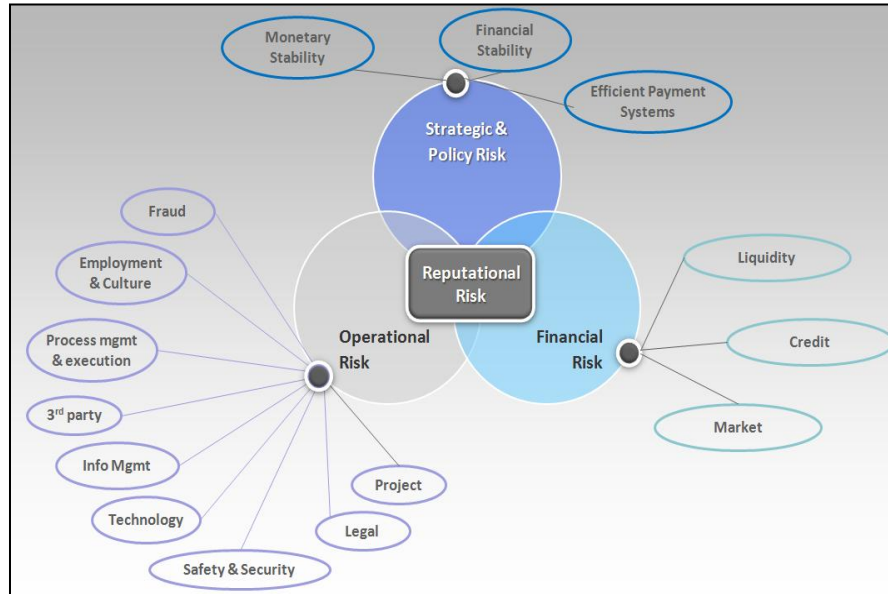 Monetary
Stability
Financial
Stability
Efficient Payment
Systems
Strategic &
Policy Risk
Fraud
Employment
& Culture
Process mgmt
& execution
3rd party
Info Mgmt
Technology
Safety & Security
Legal
Project
Operational
Risk
Reputational
Risk
Financial
Risk
Liquidity
Credit
Market